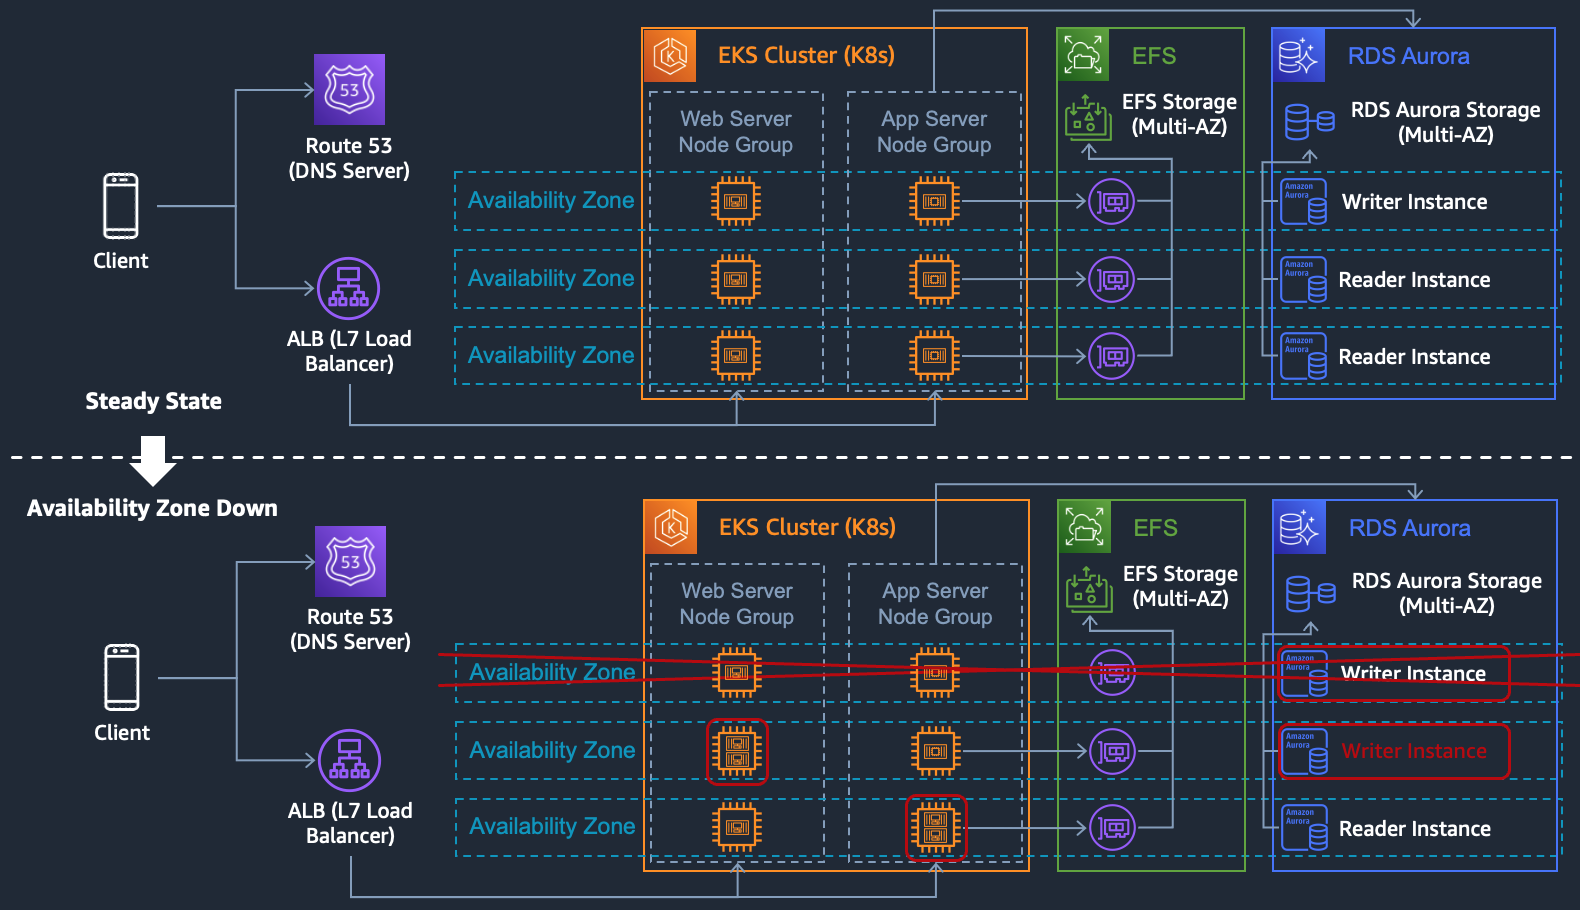 EKS Cluster (K8s)
EFS
RDS Aurora
53
Route 53
(DNS Server)
Web Server
Node Group
App Server
Node Group
EFS Storage
(Multi-AZ)
RDS Aurora Storage
(Multi-AZ)
Client
Availability Zone
Amazon
Aurora
Writer Instance
Availability Zone
Amazon
Aurora
Reader Instance
ALB (L7 Load
Balancer)
Availability Zone
Amazon
Aurora
Reader Instance
Steady State
Availability Zone Down
EKS Cluster (K8s)
EFS
RDS Aurora
53
Route 53
(DNS Server)
Web Server
Node Group
App Server
Node Group
EFS Storage
(Multi-AZ)
RDS Aurora Storage
(Multi-AZ)
Client
Availability Zone
Amazon
Aurora
Writer Instance
Availability Zone
Amazon
Aurora
Writer Instance
ALB (L7 Load
Balancer)
Availability Zone
Amazon
Aurora
Reader Instance